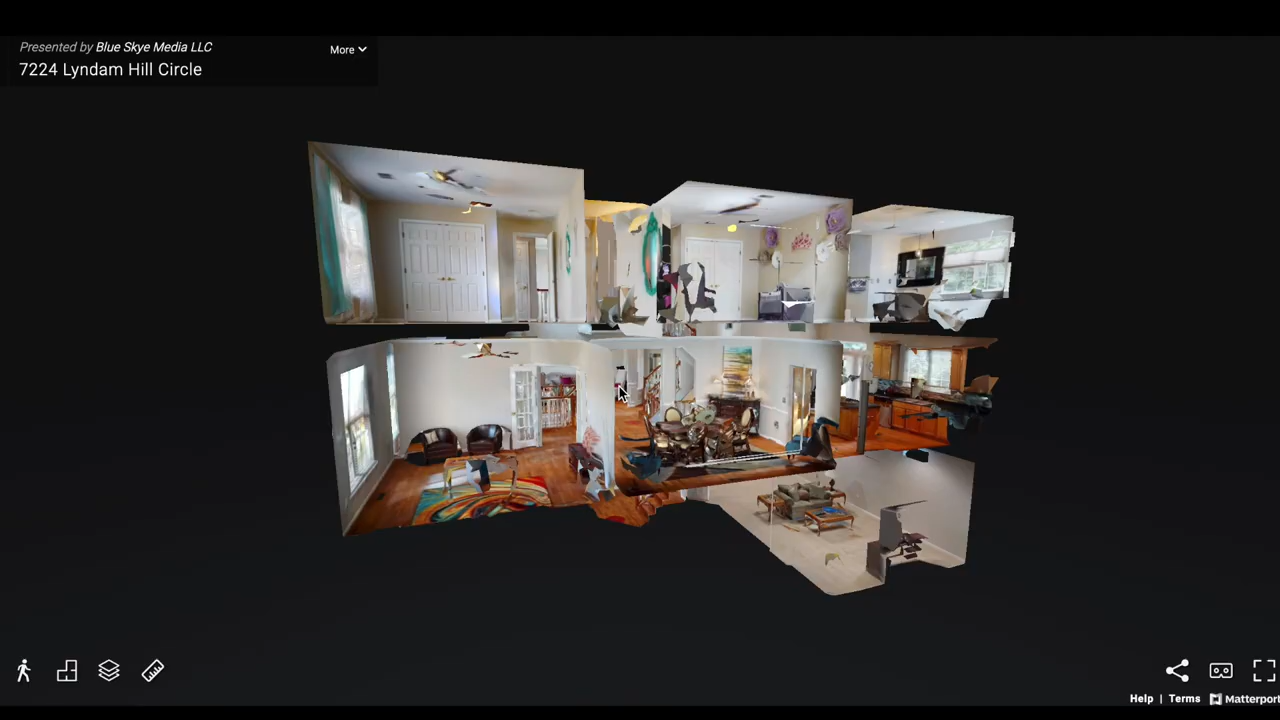 Presented by Blue Skye Media LLC
More
7224 Lyndam Hill Circle
Help | Terms Matterport